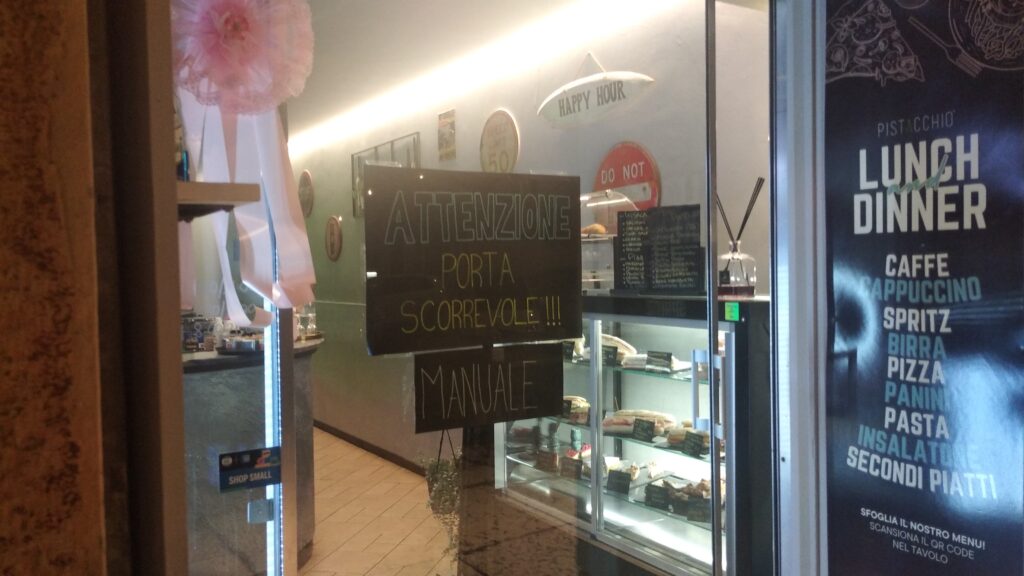 HAPPY HOUR
DO NOT
ATTENZIONE
PORTA
SCORREVOLE!!!
MANUALE
SHOP SMALL
PISTACCHIO
LUNCH
and
DINNER
CAFFE
CAPPUCCINO
SPRITZ
BIRRA
PIZZA
PANINI
PASTA
INSALATONE
SECONDI PIATTI
SFOGLIA IL NOSTRO MENU!
SCANSIONA IL QR CODE
NEL TAVOLO